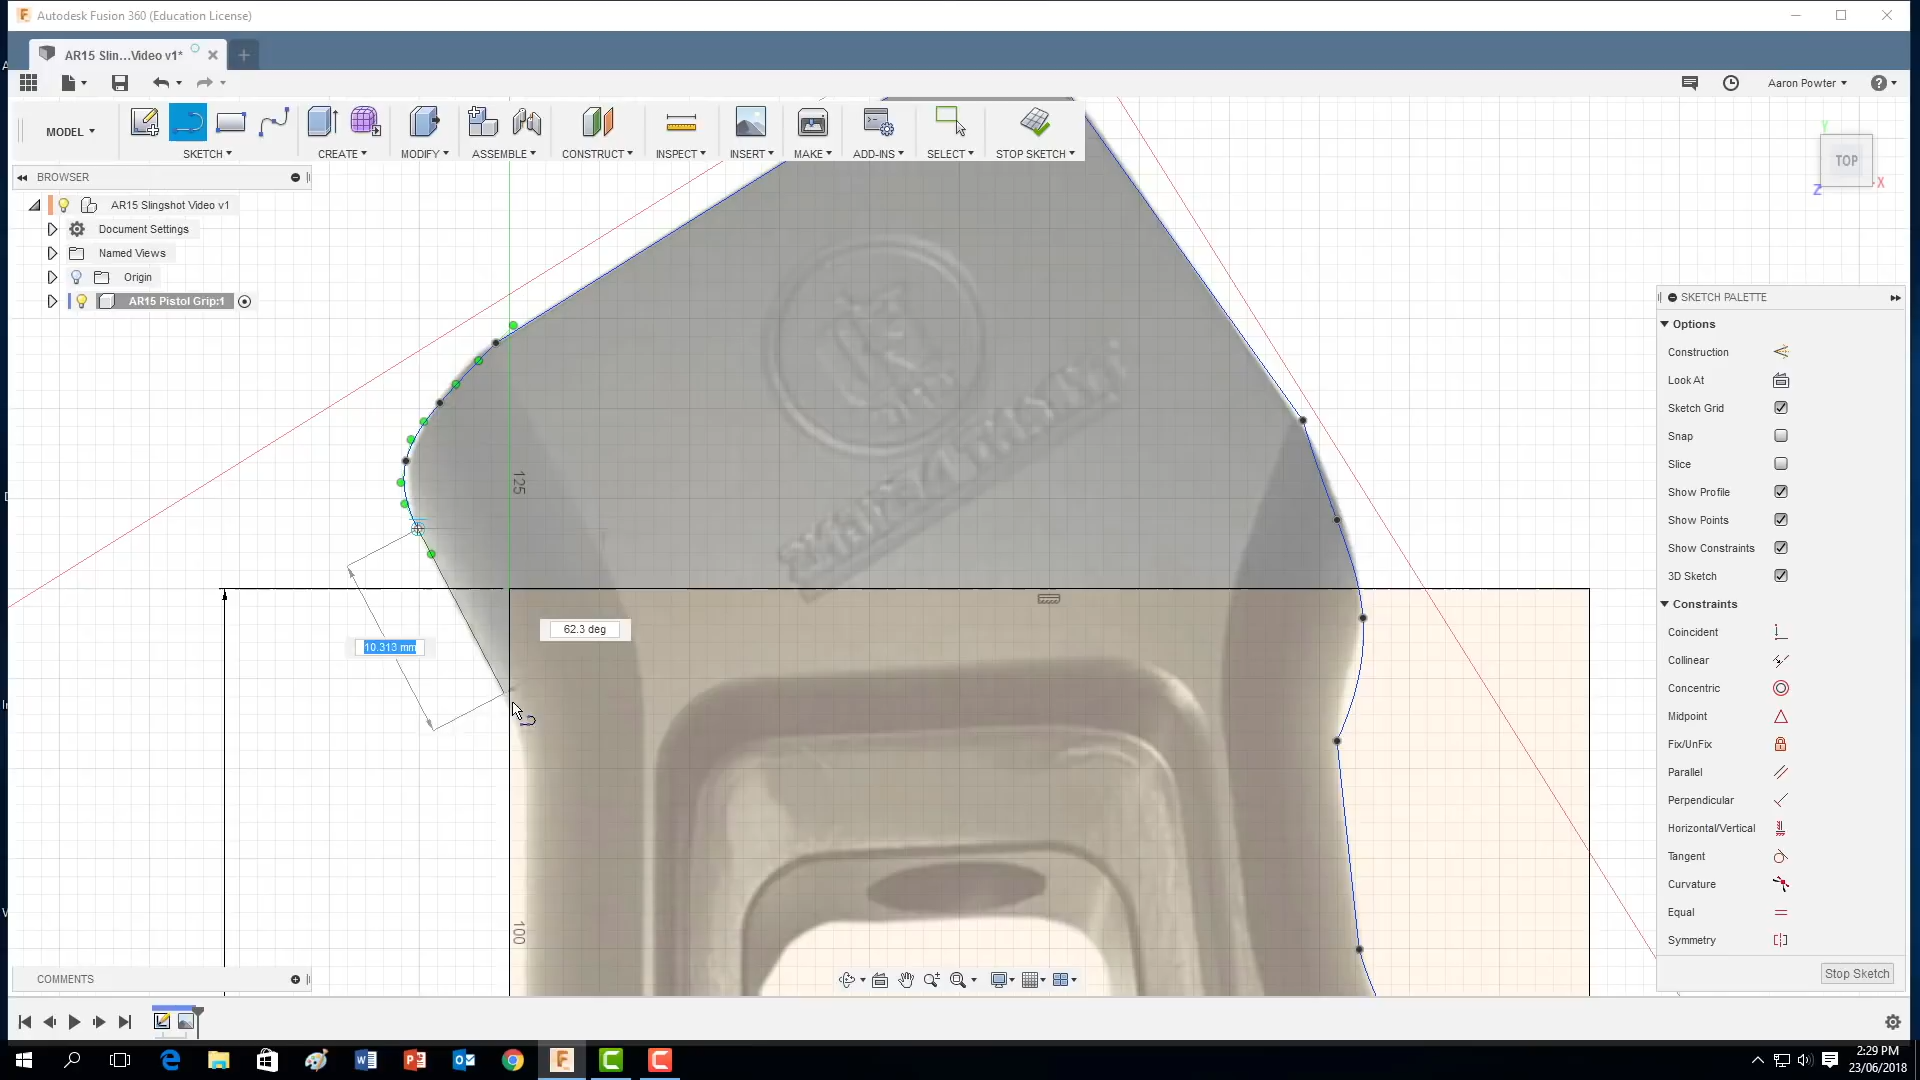 Autodesk Fusion 360 (Education License)
AR15 Slin...Video v1*
Aaron Powter
MODEL
SKETCH
CREATE
MODIFY
ASSEMBLE
CONSTRUCT
INSPECT
INSERT
MAKE
ADD-INS
SELECT
STOP SKETCH
BROWSER
AR15 Slingshot Video v1
Document Settings
Named Views
Origin
AR15 Pistol Grip:1
Y
TOP
X
Z
125
62.3 deg
10.313 mm
100
SKETCH PALETTE
Options
Construction
Look At
Sketch Grid
Snap
Slice
Show Profile
Show Points
Show Constraints
3D Sketch
Constraints
Coincident
Collinear
Concentric
Midpoint
Fix/UnFix
Parallel
Perpendicular
Horizontal/Vertical
Tangent
Curvature
Equal
Symmetry
Stop Sketch
COMMENTS
2:29 PM
23/06/2018